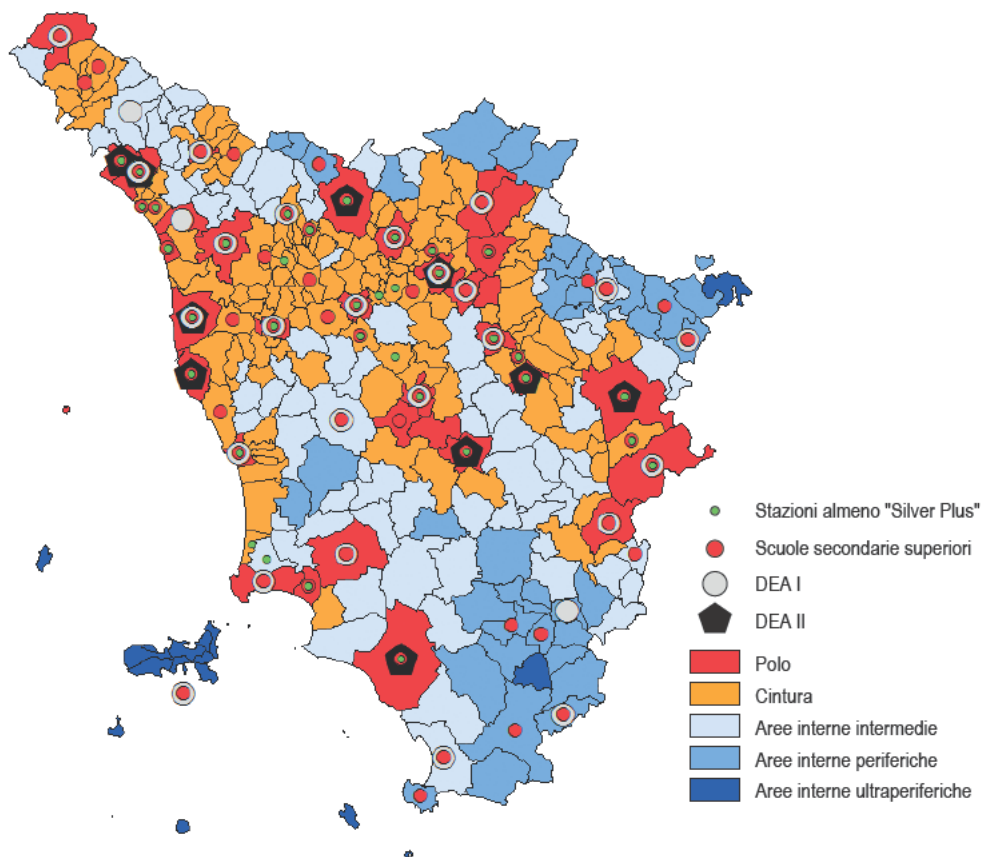 Stazioni almeno "Silver Plus"
Scuole secondarie superiori
DEA I
DEA II
Polo
Cintura
Aree interne intermedie
Aree interne periferiche
Aree interne ultraperiferiche